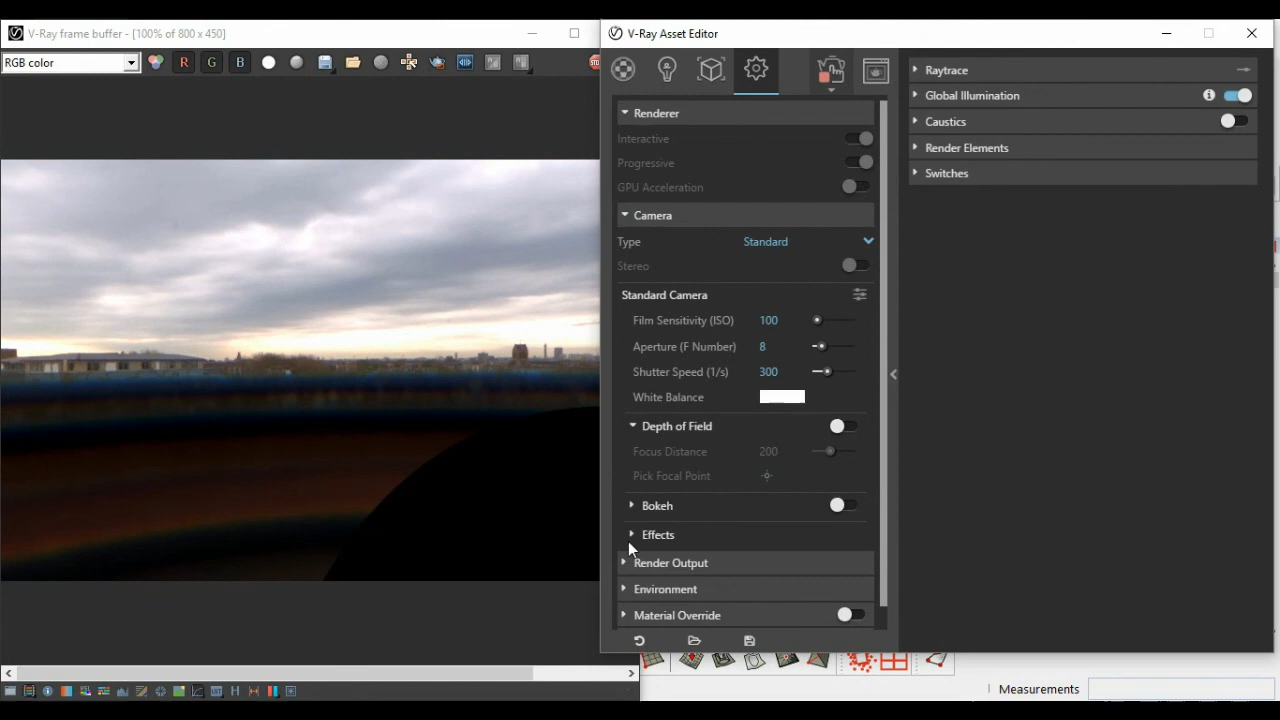 V-Ray frame buffer - [100% of 800 x 450]
RGB color
R
G
B
STO
V-Ray Asset Editor
Renderer
Interactive
Progressive
GPU Acceleration
Camera
Type Standard
Stereo
Standard Camera
Film Sensitivity (ISO) 100
Aperture (F Number) 8
Shutter Speed (1/s) 300
White Balance
Depth of Field
Focus Distance 200
Pick Focal Point
Bokeh
Effects
Render Output
Environment
Material Override
Raytrace
Global Illumination
Caustics
Render Elements
Switches
Measurements